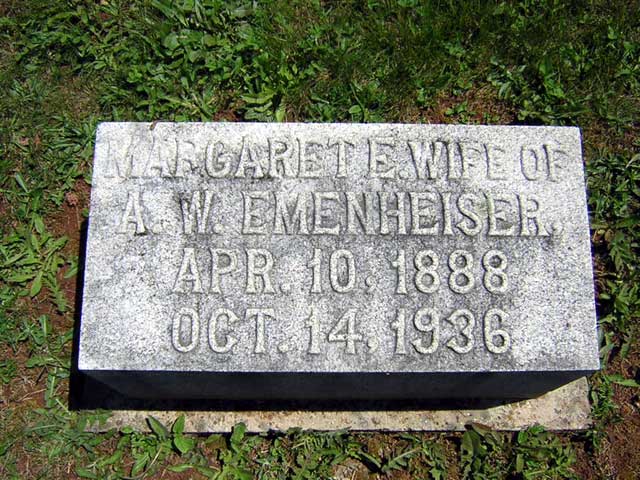 MARGARET E. WIFE OF
A. W. EMENHEISER.
APR. 10, 1888
OCT. 14, 1936